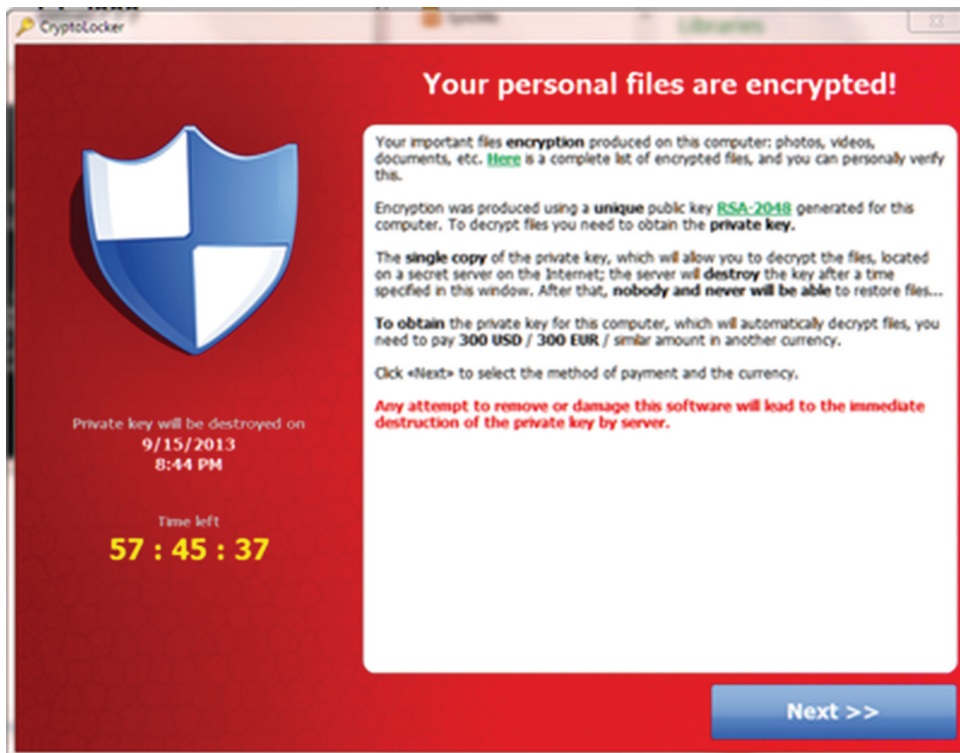 CryptoLocker
Libraries
Your personal files are encrypted!
Your important files encryption produced on this computer: photos, videos,
documents, etc. Here is a complete list of encrypted files, and you can personally verify
this.
Encryption was produced using a unique public key RSA-2048 generated for this
computer. To decrypt files you need to obtain the private key.
The single copy of the private key, which will allow you to decrypt the files, located
on a secret server on the Internet; the server will destroy the key after a time
specified in this window. After that, nobody and never will be able to restore files...
To obtain the private key for this computer, which will automatically decrypt files, you
need to pay 300 USD / 300 EUR / similar amount in another currency.
Click «Next» to select the method of payment and the currency.
Any attempt to remove or damage this software will lead to the immediate
destruction of the private key by server.
Private key will be destroyed on
9/15/2013
8:44 PM
Time left
57 : 45 : 37
Next >>